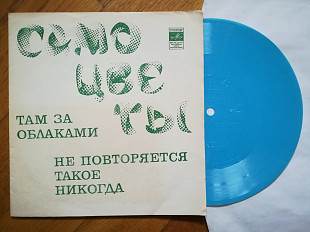 САМО
ЦВЕ
ТЫ
ТАМ ЗА
ОБЛАКАМИ
НЕ ПОВТОРЯЕТСЯ
ТАКОЕ
НИКОГДА